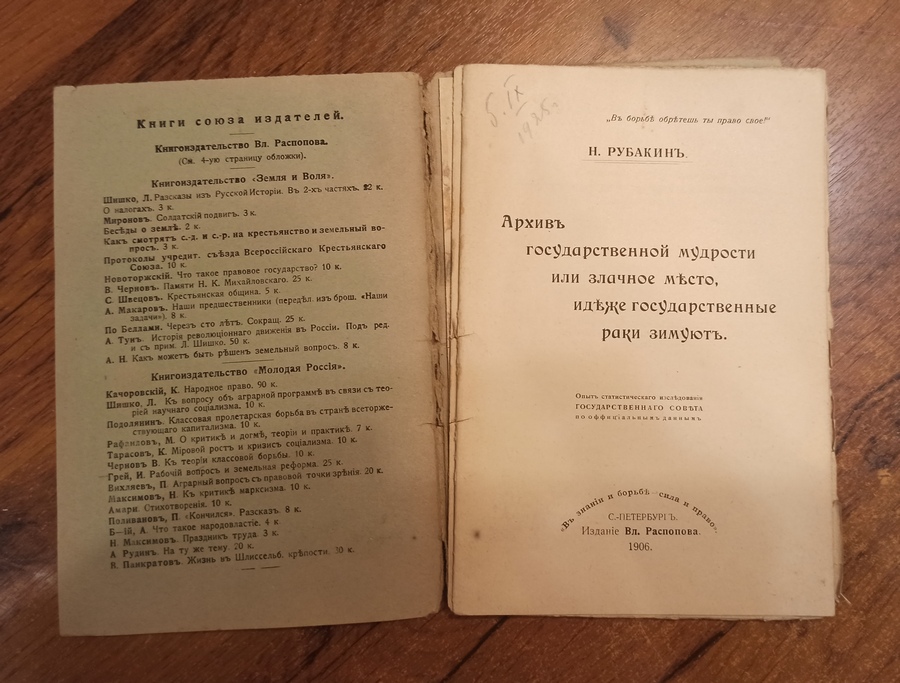 Книги союза издателей.
Книгоиздательство Вл. Распопова.
(См. 4-ую страницу обложки).
Книгоиздательство «Земля и Воля».
Шишко, Л. Разсказы изъ Русской Исторіи. Въ 2-хъ частяхъ. 22 к.
О налогахъ. 3 к.
Мироновъ. Солдатскій подвигъ. 3 к.
Бесѣды о землѣ. 2 к.
Какъ смотрятъ с.-д. и с.-р. на крестьянство и земельный во-
просъ. 3 к.
Протоколы учредит. съѣзда Всероссійскаго Крестьянскаго
Союза. 10 к.
Новоторжскій. Что такое правовое государство? 10 к.
В. Черновъ. Памяти Н. К. Михайловскаго. 25 к.
С. Швецовъ. Крестьянская община. 5 к.
А. Макаровъ. Наши предшественники (передѣл. изъ брош. «Наши
задачи»). 8 к.
По Беллами. Черезъ сто лѣтъ. Сокращ. 25 к.
А. Тунъ. Исторія революціоннаго движенія въ Россіи. Подъ ред.
и съ прим. Л. Шишко. 50 к.
А. Н. Какъ можетъ быть рѣшенъ земельный вопросъ. 8 к.
Книгоиздательство «Молодая Россія».
Качоровскій, К. Народное право. 90 к.
Шишко, Л. Къ вопросу объ аграрной программѣ въ связи съ тео-
ріей научнаго соціализма. 10 к.
Подолянинъ. Классовая пролетарская борьба въ странѣ всеторже-
ствующаго капитализма. 10 к.
Рафаиловъ, М. О критикѣ и догмѣ, теоріи и практикѣ. 7 к.
Тарасовъ, К. Міровой ростъ и кризисъ соціализма. 10 к.
Черновъ В. Къ теоріи классовой борьбы. 10 к.
Грей, И. Рабочій вопросъ и земельная реформа. 25 к.
Вихляевъ, П. Аграрный вопросъ съ правовой точки зрѣнія. 20 к.
Максимовъ, Н. Къ критикѣ марксизма. 10 к.
Амари. Стихотворенія. 10 к.
Поливановъ, П. «Кончился». Разсказъ. 8 к.
Б—ій, А. Что такое народовластіе. 4 к
Н. Максимовъ. Праздникъ труда. 3 к.
А Рудинъ. На ту же тему. 20 к.
В. Панкратовъ. Жизнь въ Шлиссельб. крѣпости. 30 к.
6. IX
1925.
„Въ борьбѣ обрѣтешь ты право свое!"
Н. РУБАКИНЪ.
Архивъ
государственной мудрости
или злачное мѣсто,
идѣже государственные
раки зимуютъ.
Опытъ статистическаго изслѣдованія
ГОСУДАРСТВЕННАГО СОВѢТА
по оффиціальнымъ даннымъ
„Въ знаніи и борьбѣ—сила и право".
С.-ПЕТЕРБУРГЪ.
Изданіе Вл. Распопова.
1906.